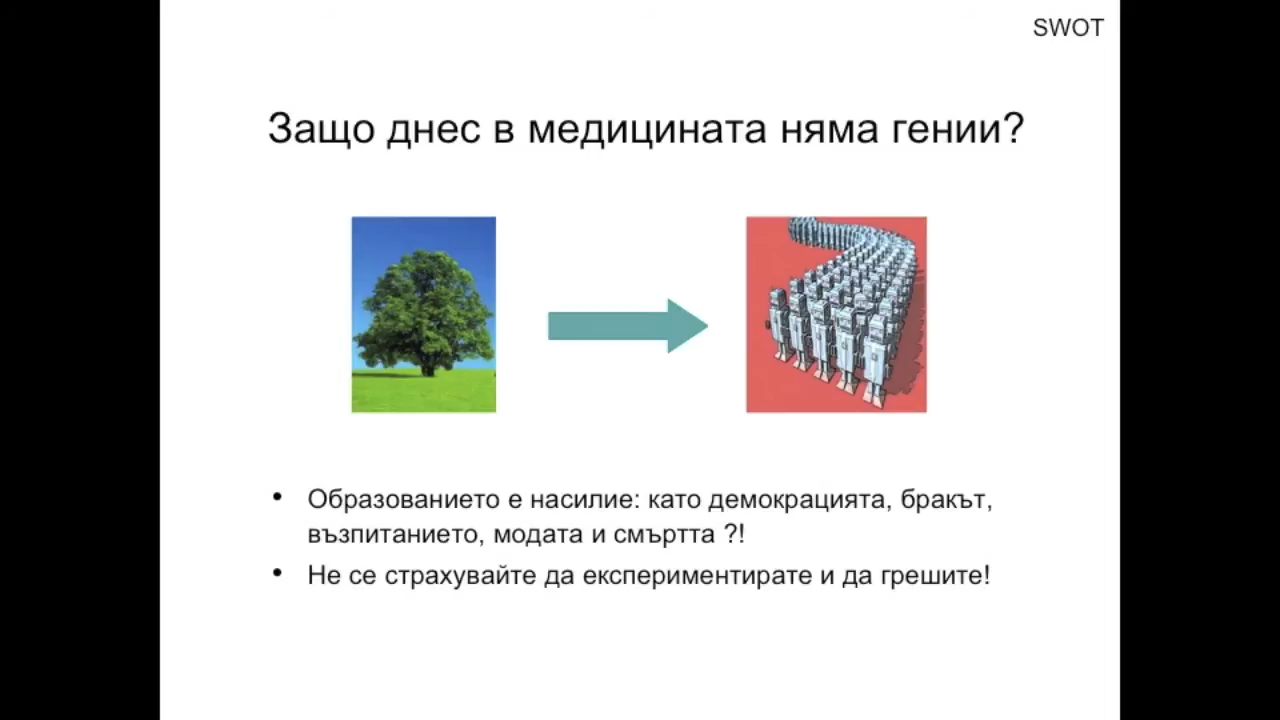 SWOT
Защо днес в медицината няма гении?
• Образованието е насилие: като демокрацията, бракът,
възпитанието, модата и смъртта ?!
• Не се страхувайте да експериментирате и да грешите!